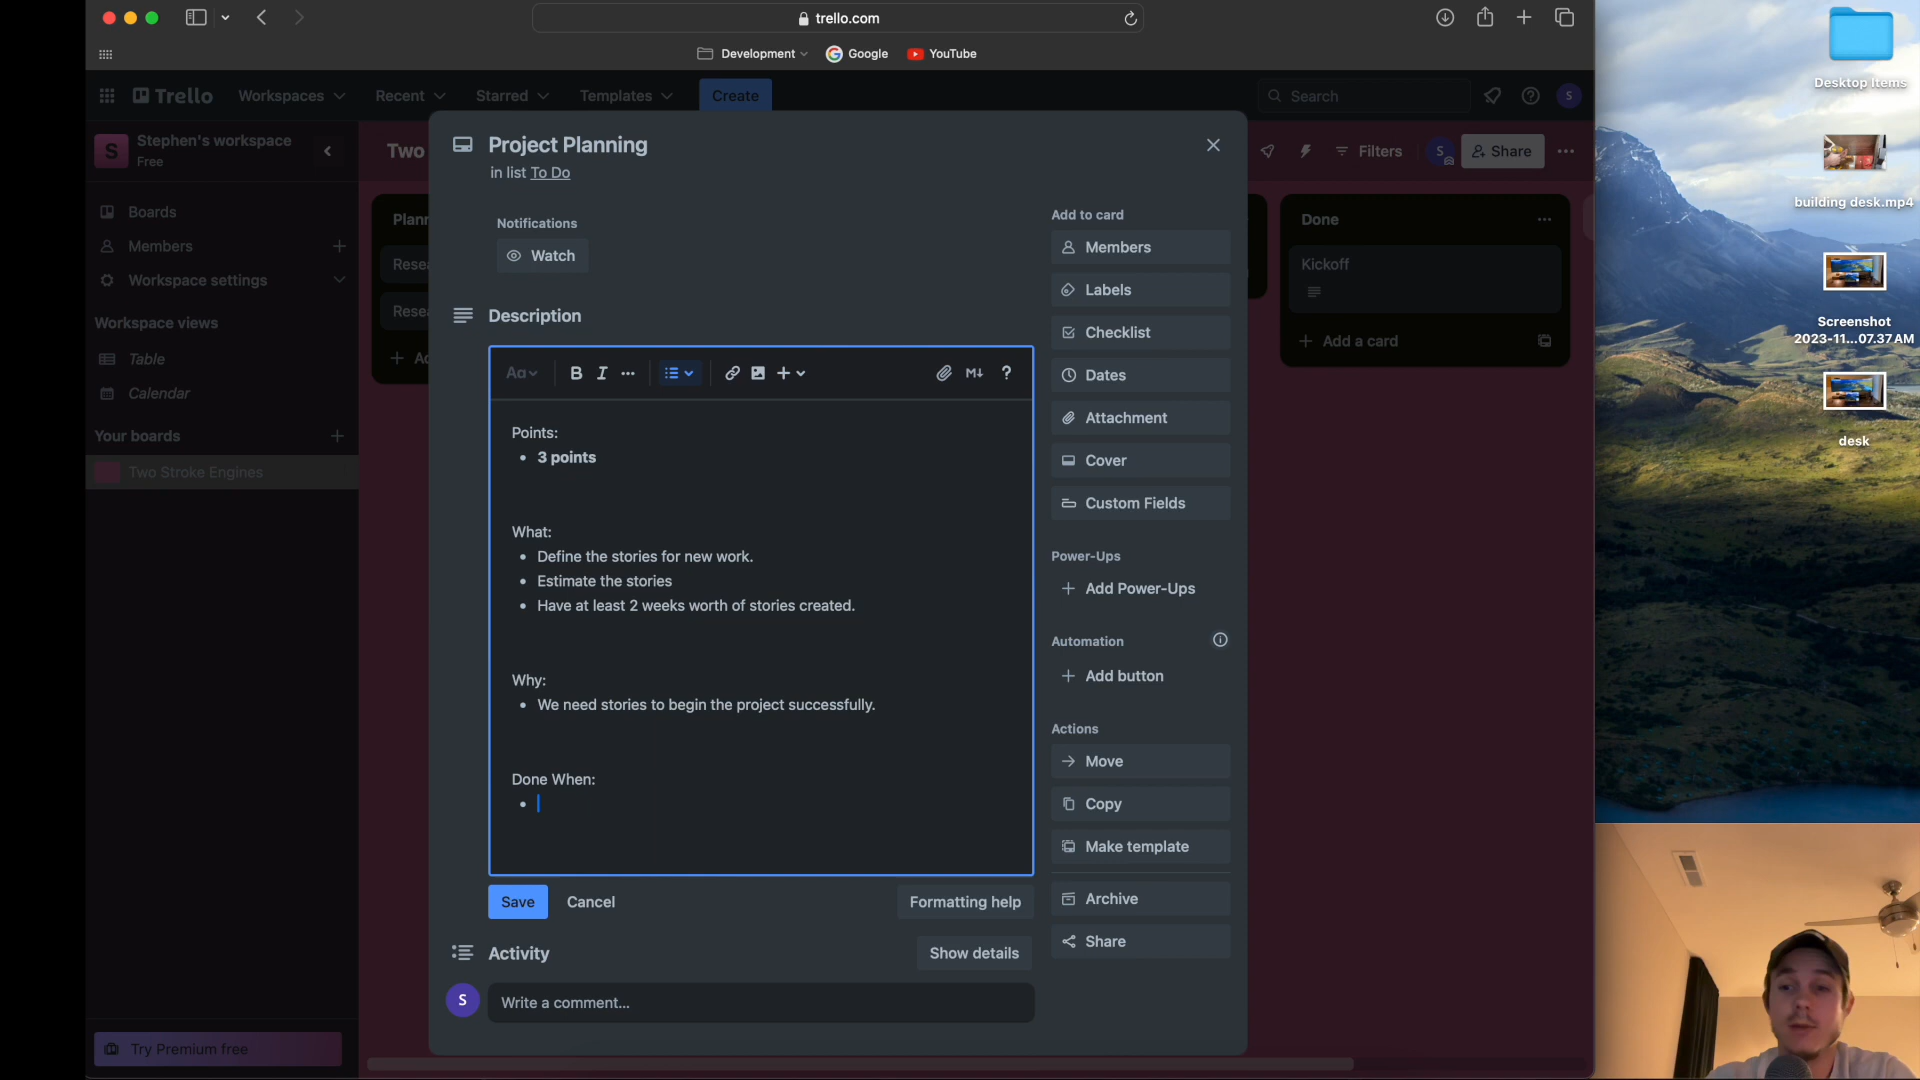 trello.com
Development
Google
YouTube
Trello
Workspaces
Recent
Starred
Templates
Create
Search
S
S
Stephen's workspace
Free
Two
Filters
S
Share
Boards
Members
Workspace settings
Workspace views
Table
Calendar
Your boards
Two Stroke Engines
Try Premium free
Project Planning
in list To Do
Notifications
Watch
Description
Aa
B
I
M
?
Points:
3 points
What:
Define the stories for new work.
Estimate the stories
Have at least 2 weeks worth of stories created.
Why:
We need stories to begin the project successfully.
Done When:
Save
Cancel
Formatting help
Activity
Show details
S
Write a comment...
Add to card
Members
Labels
Checklist
Dates
Attachment
Cover
Custom Fields
Power-Ups
Add Power-Ups
Automation
Add button
Actions
Move
Copy
Make template
Archive
Share
Done
Kickoff
Add a card
Desktop Items
building desk.mp4
Screenshot
2023-11...07.37 AM
desk